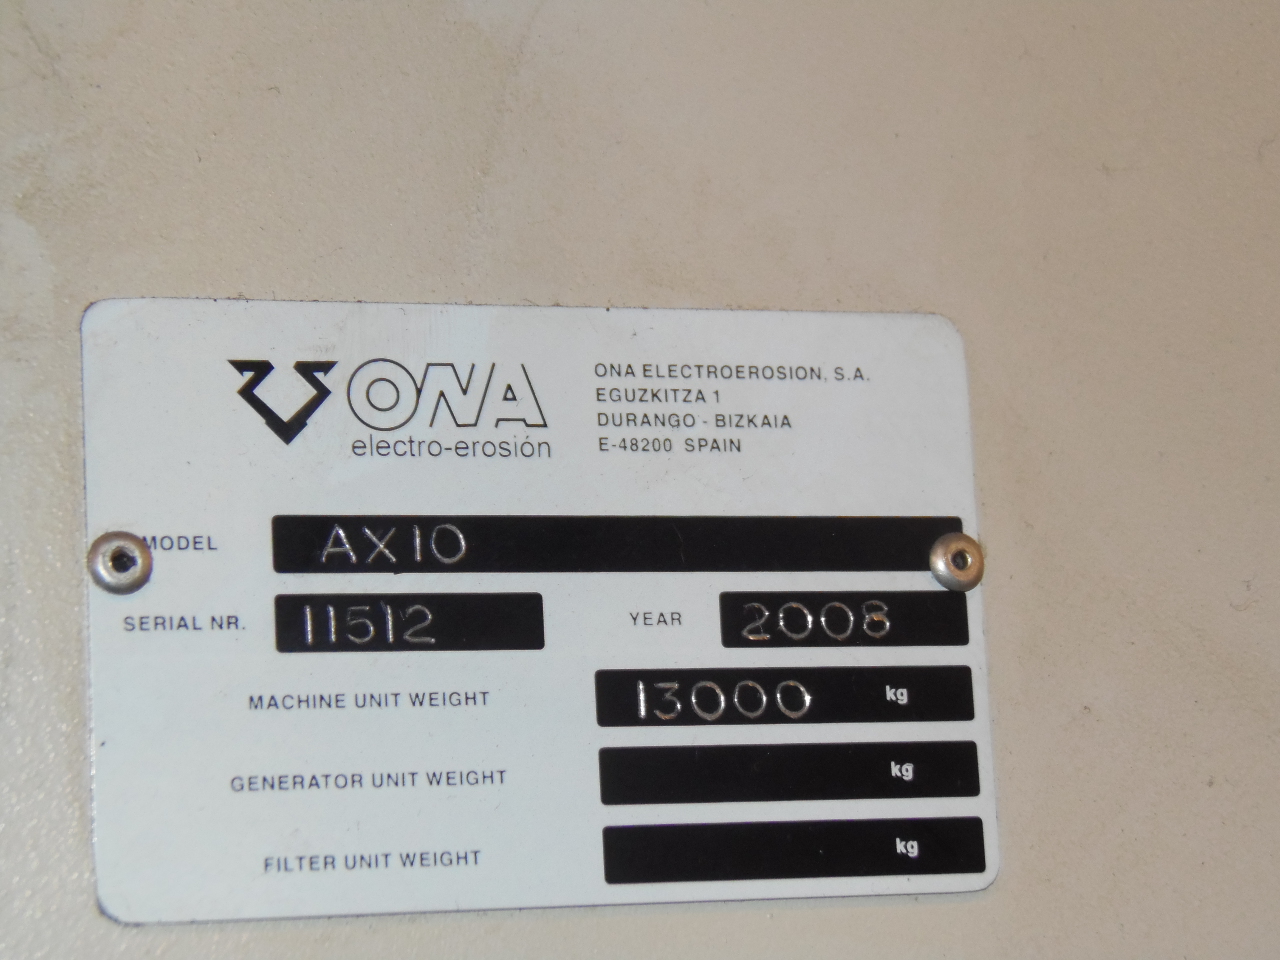 ONA
electro-erosión
ONA ELECTROEROSION, S.A.
EGUZKITZA 1
DURANGO - BIZKAIA
E-48200 SPAIN
MODEL AX10
SERIAL NR. 11512 YEAR 2008
MACHINE UNIT WEIGHT 13000 kg
GENERATOR UNIT WEIGHT kg
FILTER UNIT WEIGHT kg